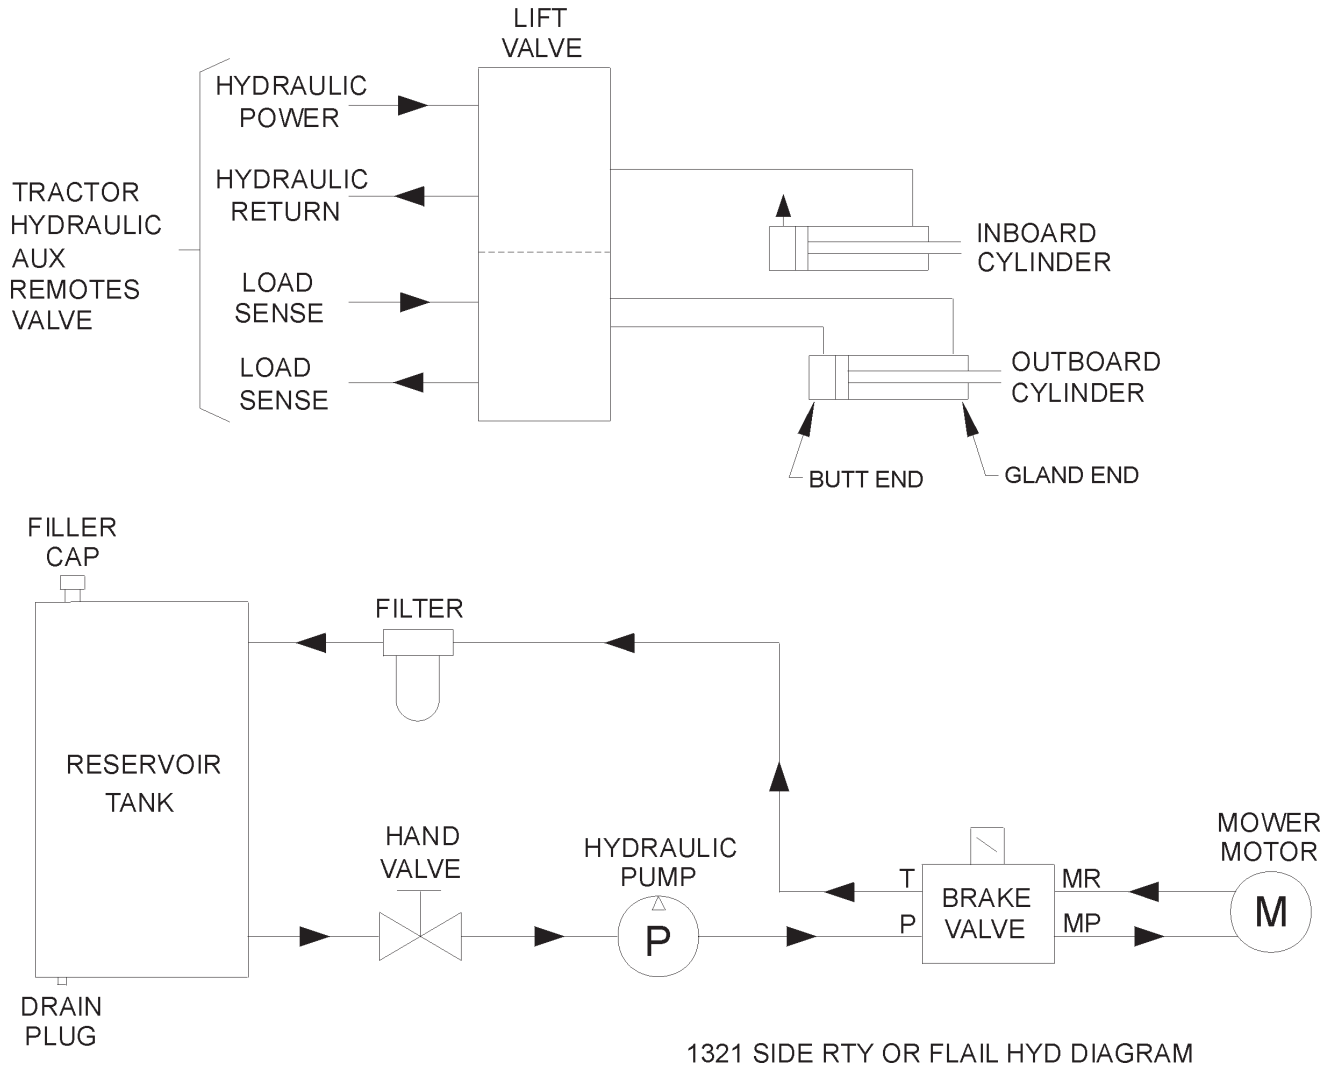 LIFT
VALVE
HYDRAULIC
POWER
HYDRAULIC
RETURN
TRACTOR
HYDRAULIC
AUX
REMOTES
VALVE
LOAD
SENSE
LOAD
SENSE
INBOARD
CYLINDER
OUTBOARD
CYLINDER
BUTT END
GLAND END
FILLER
CAP
FILTER
RESERVOIR
TANK
HAND
VALVE
HYDRAULIC
PUMP
P
T
P
BRAKE
VALVE
MR
MP
MOWER
MOTOR
M
DRAIN
PLUG
1321 SIDE RTY OR FLAIL HYD DIAGRAM